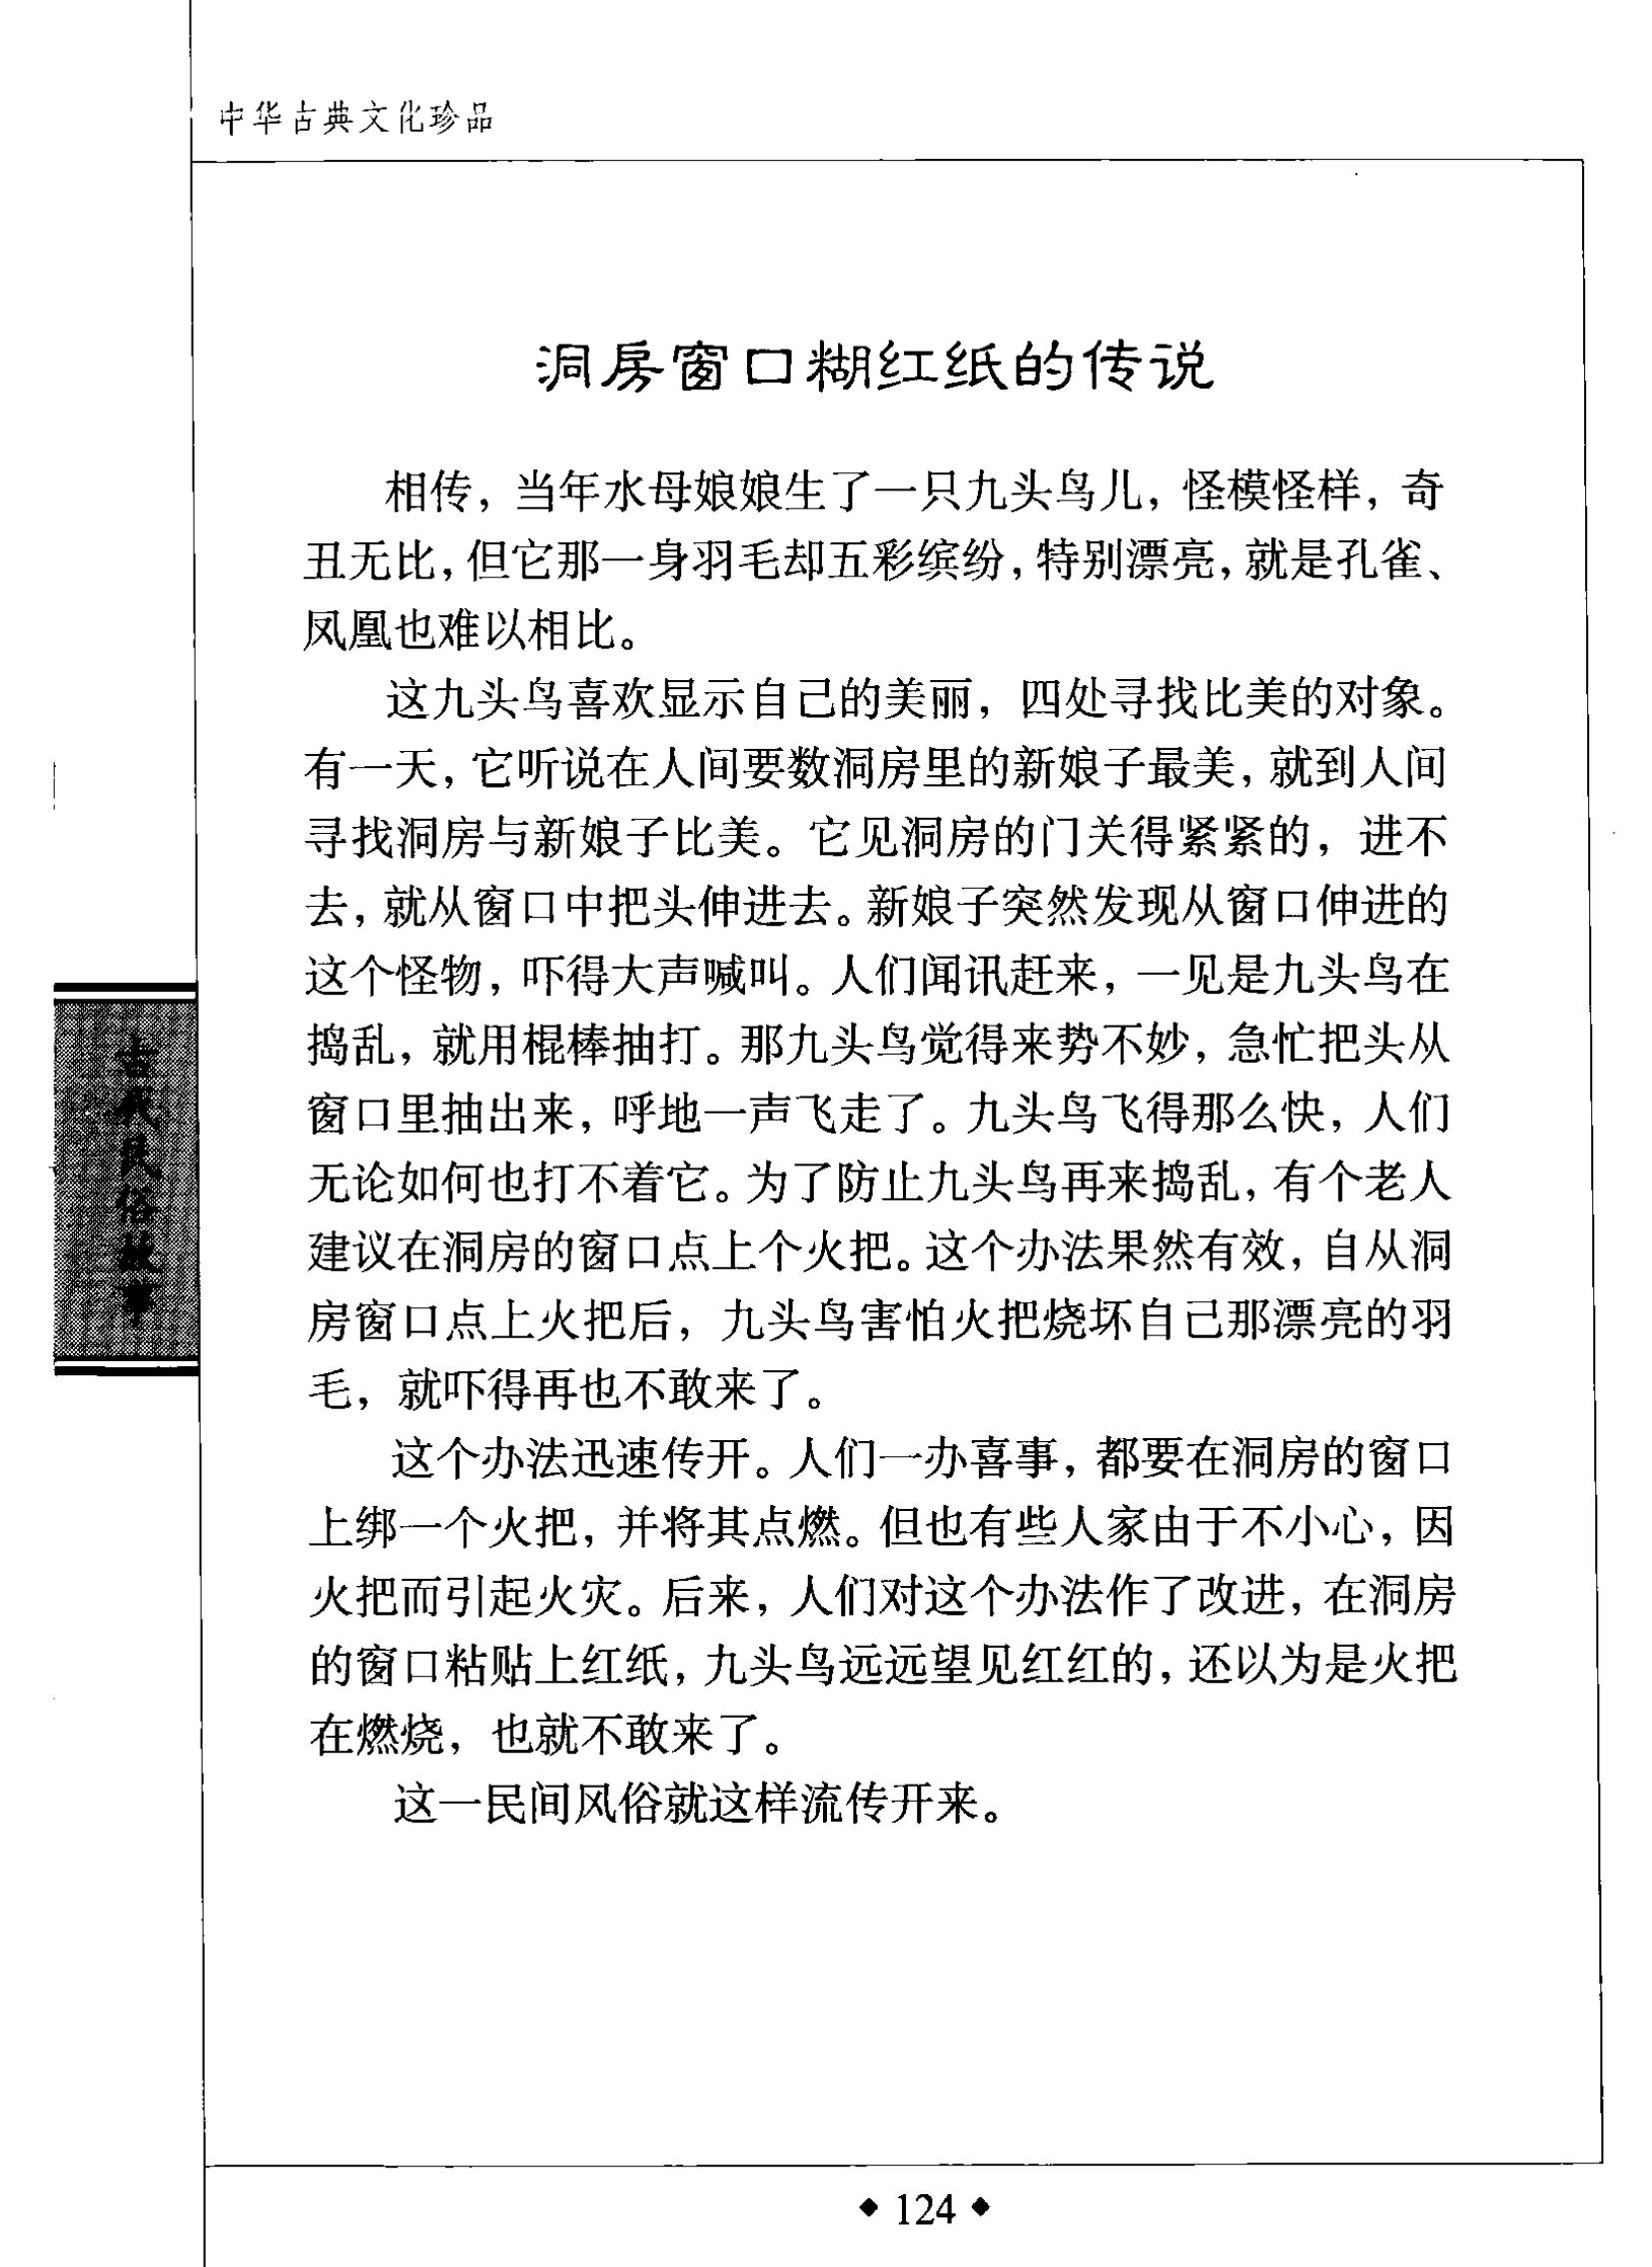 中华古典文化珍品
洞房窗口糊红纸的传说
相传，当年水母娘娘生了一只九头鸟儿，怪模怪样，奇
丑无比，但它那一身羽毛却五彩缤纷，特别漂亮，就是孔雀、
凤凰也难以相比。
这九头鸟喜欢显示自己的美丽，四处寻找比美的对象。
有一天，它听说在人间要数洞房里的新娘子最美，就到人间
寻找洞房与新娘子比美。它见洞房的门关得紧紧的，进不
去，就从窗口中把头伸进去。新娘子突然发现从窗口伸进的
这个怪物，吓得大声喊叫。人们闻讯赶来，一见是九头鸟在
捣乱，就用棍棒抽打。那九头鸟觉得来势不妙，急忙把头从
窗口里抽出来，呼地一声飞走了。九头鸟飞得那么快，人们
无论如何也打不着它。为了防止九头鸟再来捣乱，有个老人
建议在洞房的窗口点上个火把。这个办法果然有效，自从洞
房窗口点上火把后，九头鸟害怕火把烧坏自己那漂亮的羽
毛，就吓得再也不敢来了。
这个办法迅速传开。人们一办喜事，都要在洞房的窗口
上绑一个火把，并将其点燃。但也有些人家由于不小心，因
火把而引起火灾。后来，人们对这个办法作了改进，在洞房
的窗口粘贴上红纸，九头鸟远远望见红红的，还以为是火把
在燃烧，也就不敢来了。
这一民间风俗就这样流传开来。
古代民俗故事
◆ 124 ◆